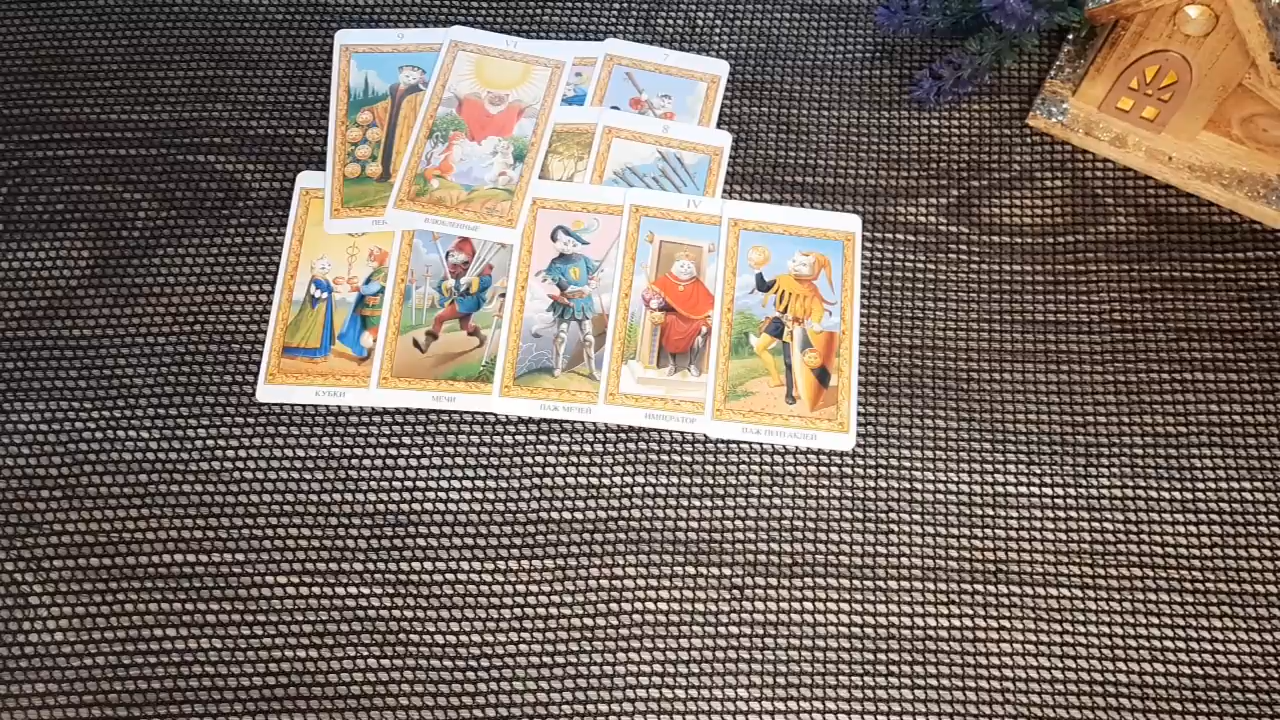 9
VI
7
8
ВЛЮБЛЕННЫЕ
IV
КУБКИ
МЕЧИ
ПАЖ МЕЧЕЙ
ИМПЕРАТОР
ПАЖ ПЕНТАКЛЕЙ